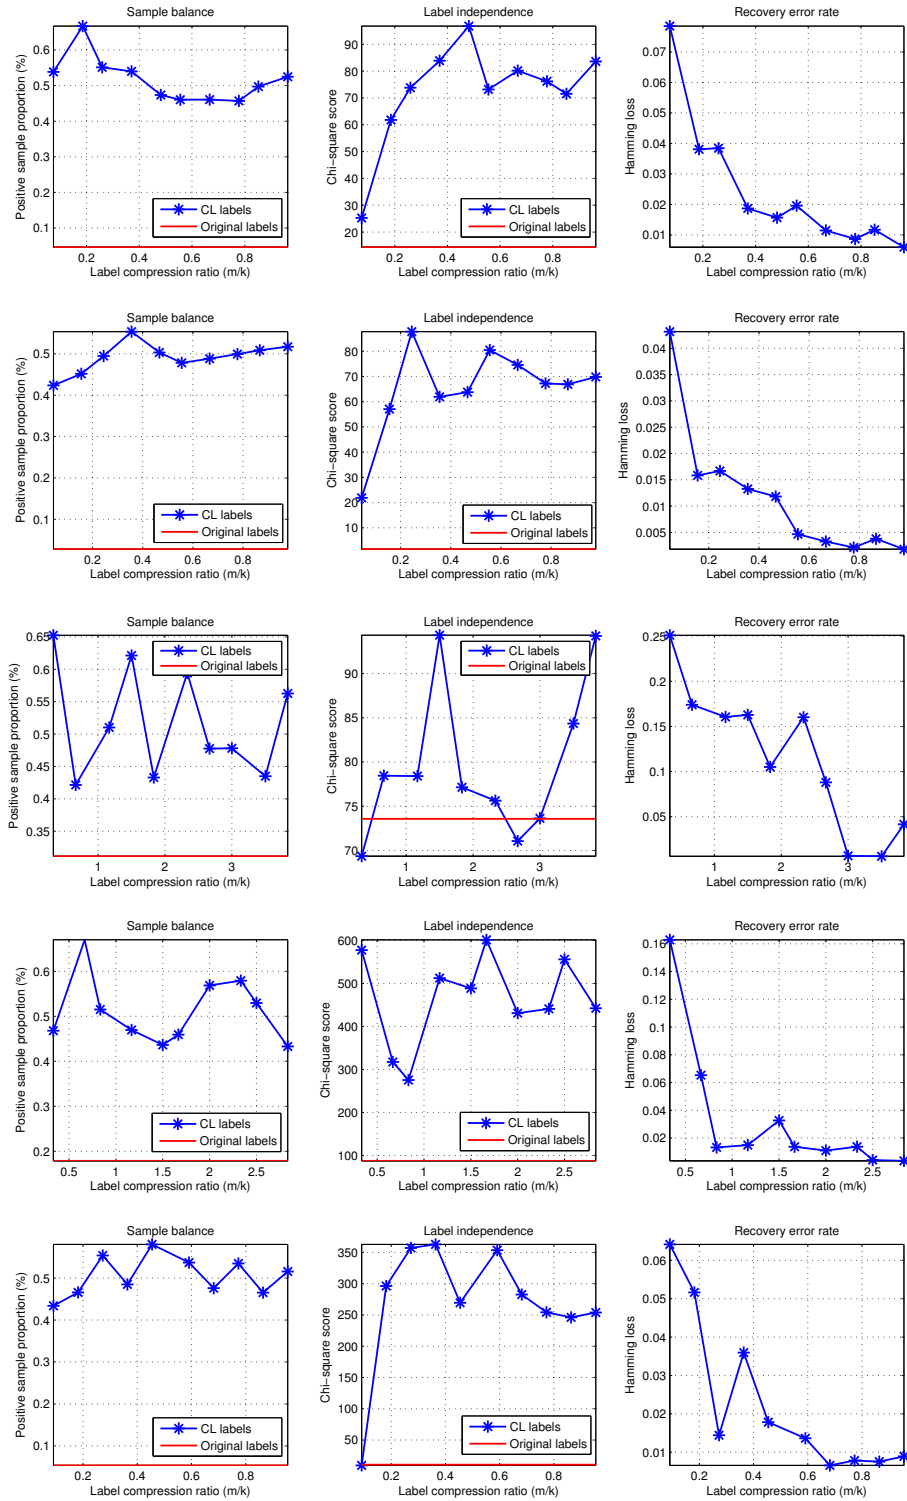 Sample balance
Positive sample proportion (%)
0.6
0.5
0.4
0.3
0.2
0.1
CL labels
Original labels
0.2 0.4 0.6 0.8
Label compression ratio (m/k)
Label independence
Chi-square score
90
80
70
60
50
40
30
20
CL labels
Original labels
0.2 0.4 0.6 0.8
Label compression ratio (m/k)
Recovery error rate
Hamming loss
0.07
0.06
0.05
0.04
0.03
0.02
0.01
0.2 0.4 0.6 0.8
Label compression ratio (m/k)
Sample balance
Positive sample proportion (%)
0.5
0.4
0.3
0.2
0.1
CL labels
Original labels
0.2 0.4 0.6 0.8
Label compression ratio (m/k)
Label independence
Chi-square score
80
70
60
50
40
30
20
10
CL labels
Original labels
0.2 0.4 0.6 0.8
Label compression ratio (m/k)
Recovery error rate
Hamming loss
0.04
0.035
0.03
0.025
0.02
0.015
0.01
0.005
0.2 0.4 0.6 0.8
Label compression ratio (m/k)
Sample balance
Positive sample proportion (%)
0.65
0.6
0.55
0.5
0.45
0.4
0.35
CL labels
Original labels
1 2 3
Label compression ratio (m/k)
Label independence
Chi-square score
90
85
80
75
70
CL labels
Original labels
1 2 3
Label compression ratio (m/k)
Recovery error rate
Hamming loss
0.25
0.2
0.15
0.1
0.05
1 2 3
Label compression ratio (m/k)
Sample balance
Positive sample proportion (%)
0.6
0.5
0.4
0.3
0.2
CL labels
Original labels
0.5 1 1.5 2 2.5
Label compression ratio (m/k)
Label independence
Chi-square score
600
500
400
300
200
100
CL labels
Original labels
0.5 1 1.5 2 2.5
Label compression ratio (m/k)
Recovery error rate
Hamming loss
0.16
0.14
0.12
0.1
0.08
0.06
0.04
0.02
0.5 1 1.5 2 2.5
Label compression ratio (m/k)
Sample balance
Positive sample proportion (%)
0.5
0.4
0.3
0.2
0.1
CL labels
Original labels
0.2 0.4 0.6 0.8
Label compression ratio (m/k)
Label independence
Chi-square score
350
300
250
200
150
100
50
CL labels
Original labels
0.2 0.4 0.6 0.8
Label compression ratio (m/k)
Recovery error rate
Hamming loss
0.06
0.05
0.04
0.03
0.02
0.01
0.2 0.4 0.6 0.8
Label compression ratio (m/k)